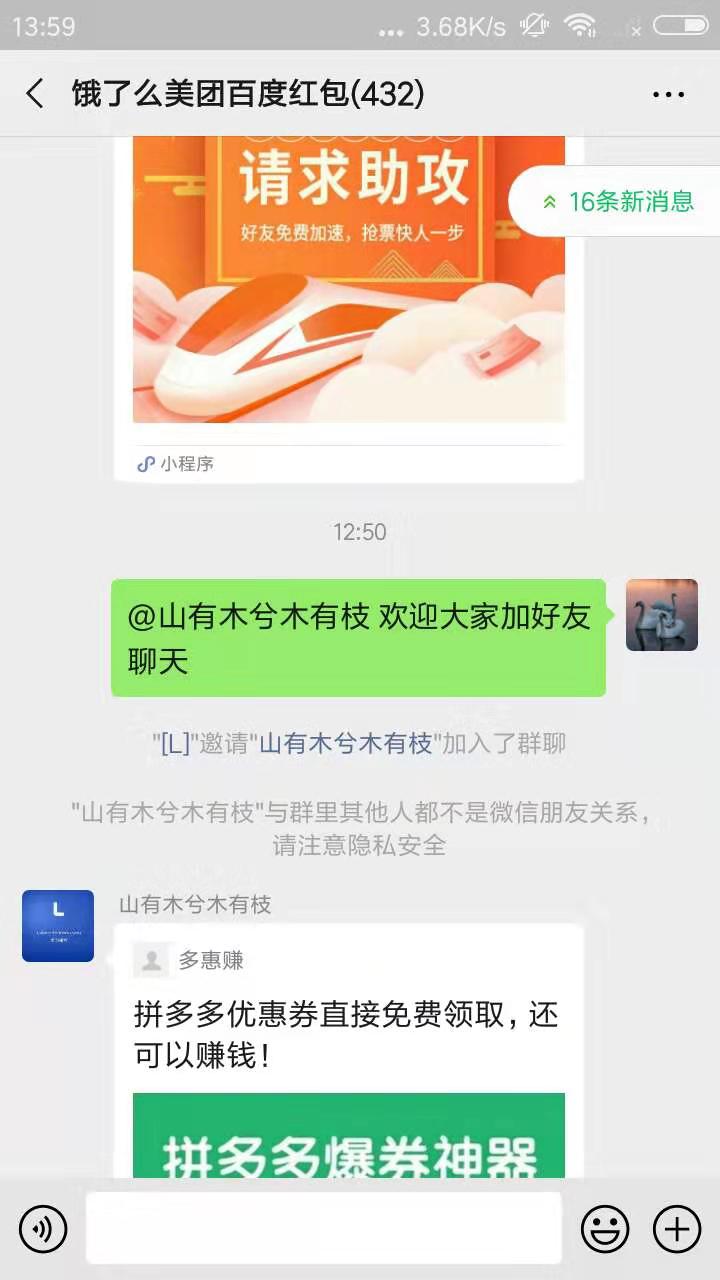 13:59
... 3.68K/s
饿了么美团百度红包(432)
请求助攻
16条新消息
好友免费加速，抢票快人一步
小程序
12:50
@山有木兮木有枝 欢迎大家加好友
聊天
"[L]"邀请"山有木兮木有枝"加入了群聊
"山有木兮木有枝"与群里其他人都不是微信朋友关系，
请注意隐私安全
山有木兮木有枝
L
多惠赚
拼多多优惠券直接免费领取，还
可以赚钱！
拼多多爆券神器